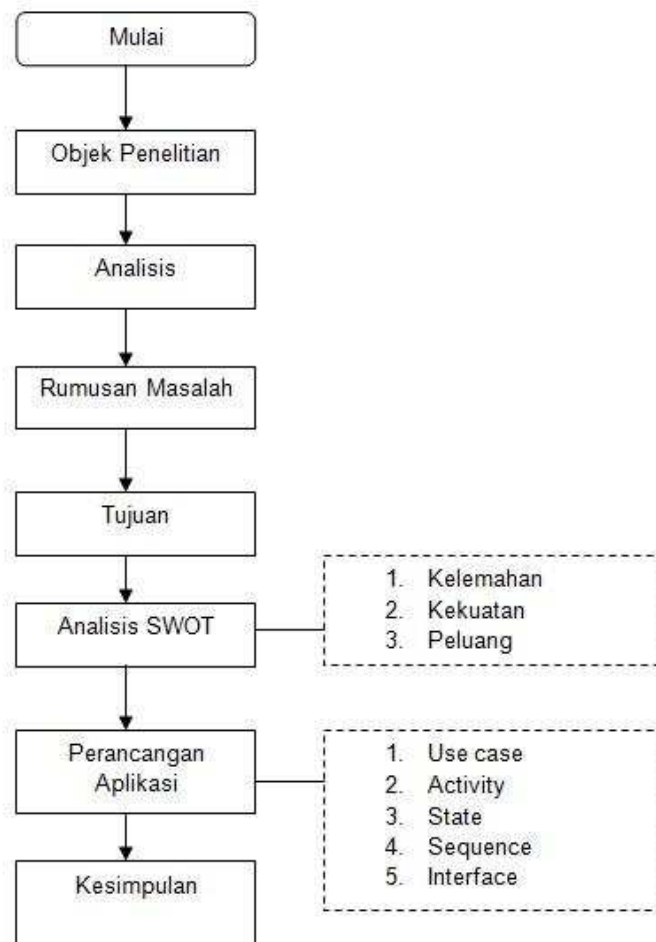 Mulai
Objek Penelitian
Analisis
Rumusan Masalah
Tujuan
Analisis SWOT
1. Kelemahan
2. Kekuatan
3. Peluang
Perancangan
Aplikasi
1. Use case
2. Activity
3. State
4. Sequence
5. Interface
Kesimpulan